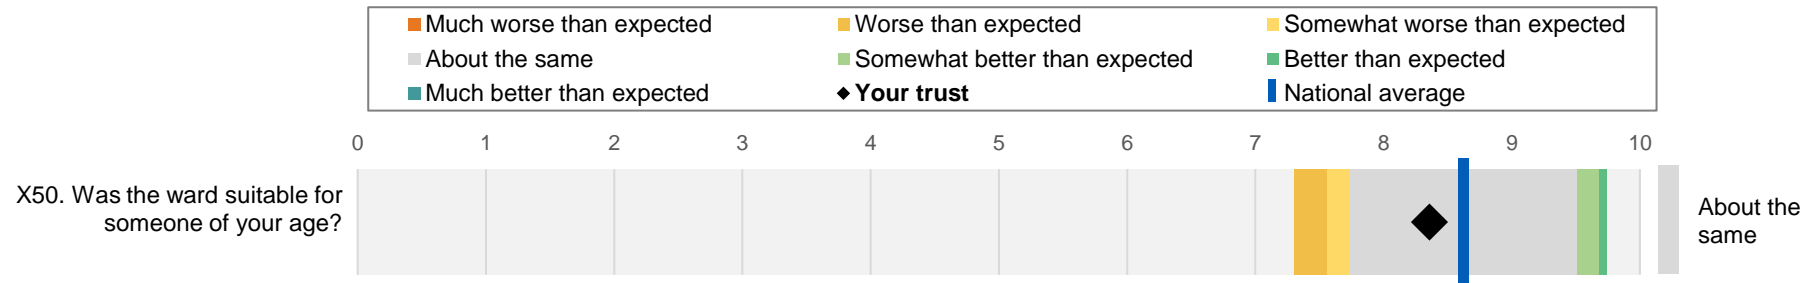 Much worse than expected Worse than expected Somewhat worse than expected
About the same Somewhat better than expected Better than expected
Much better than expected Your trust National average
0 1 2 3 4 5 6 7 8 9 10
X50. Was the ward suitable for
someone of your age?
About the
same